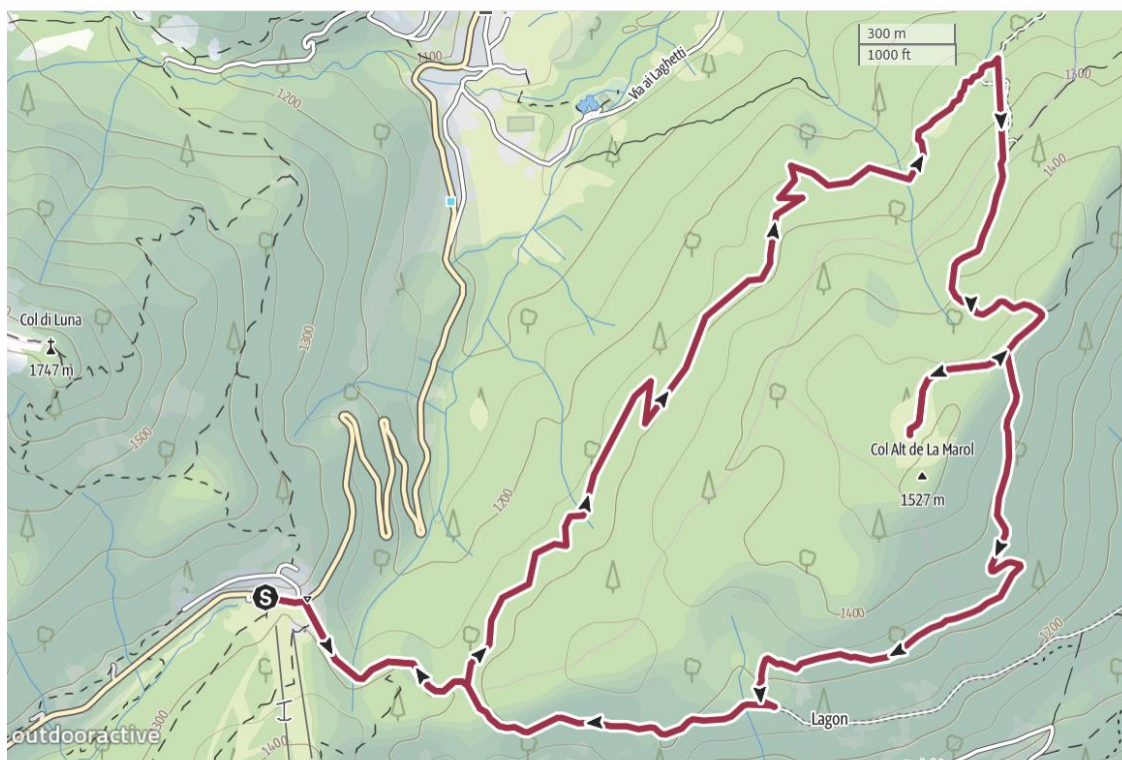 300 m
1000 ft
1100
1200
Via ai Laghetti
1300
1400
Col di Luna
1747 m
1300
1500
Col Alt de La Marol
1527 m
1200
S
1400
1200
Lagon
1300
1400
outdooractive